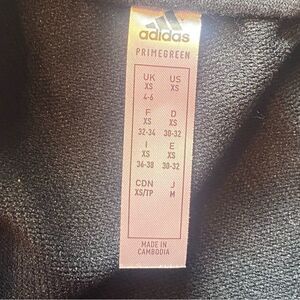 adidas
PRIMEGREEN
UK US
XS XS
4-6
F D
XS XS
32-34 30-32
I E
XS XS
36-38 30-32
CDN J
XS/TP M
MADE IN
CAMBODIA